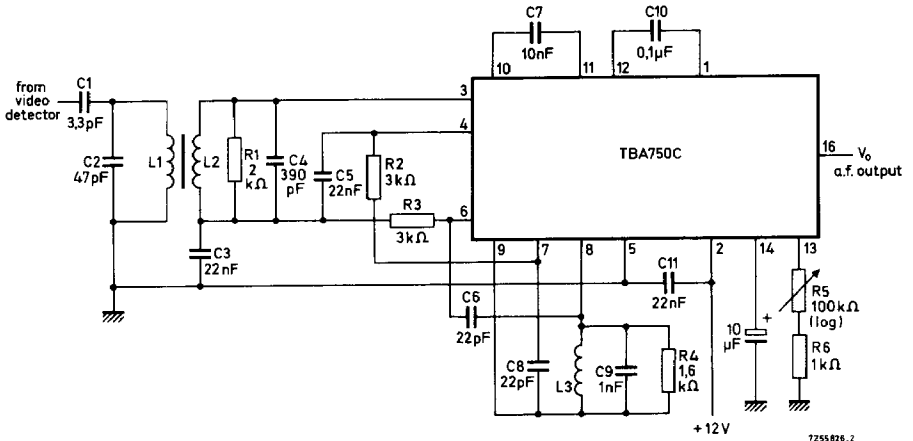 C7
10nF
C10
0,1µF
10
11
12
1
from
video
detector
C1
3,3pF
C2
47pF
L1
L2
R1
2
kΩ
C4
390
pF
C5
22nF
R2
3kΩ
R3
3kΩ
C3
22nF
3
4
6
TBA750C
16
V₀
a.f. output
9
7
8
5
2
14
13
C11
22nF
C6
22pF
C8
22pF
L3
C9
1nF
R4
1,6
kΩ
+
10
µF
R5
100kΩ
(log)
R6
1kΩ
+12V
7Z55826.2